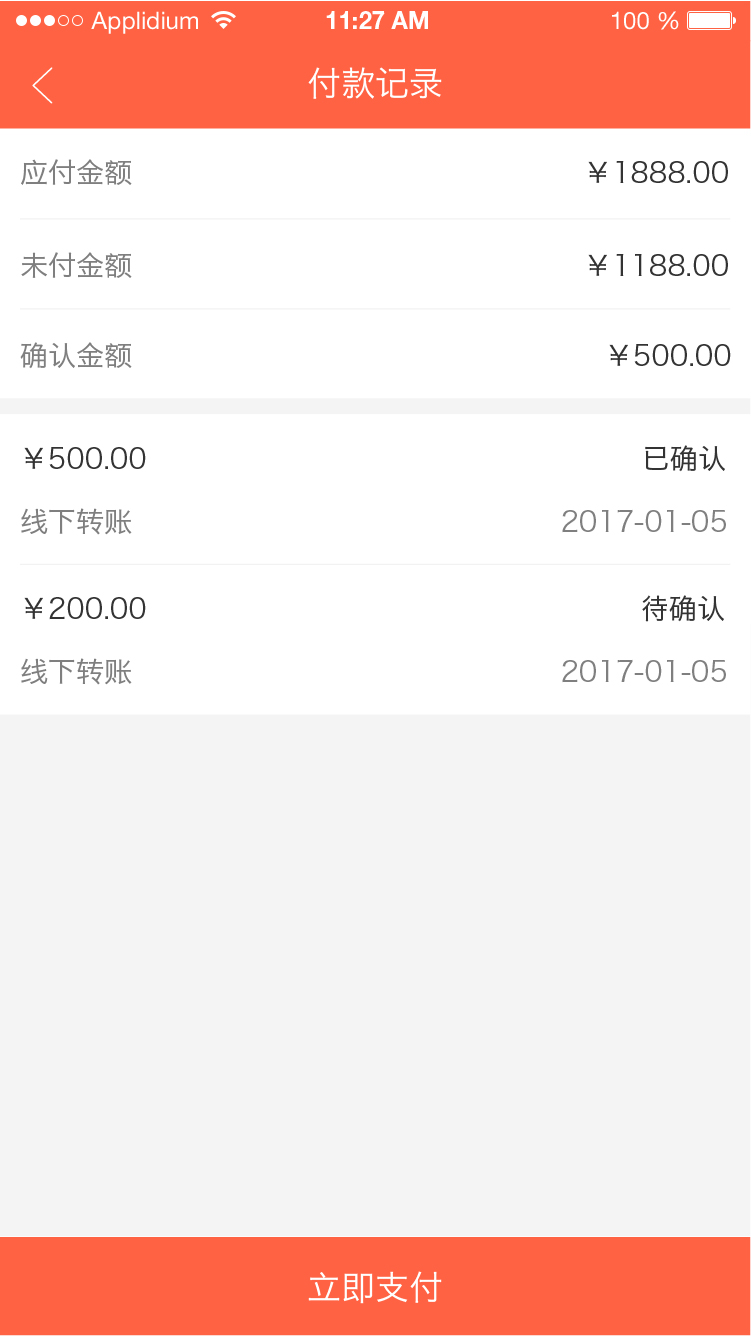 Applidium 11:27 AM 100 %
付款记录
应付金额 ￥1888.00
未付金额 ￥1188.00
确认金额 ￥500.00
￥500.00 已确认
线下转账 2017-01-05
￥200.00 待确认
线下转账 2017-01-05
立即支付